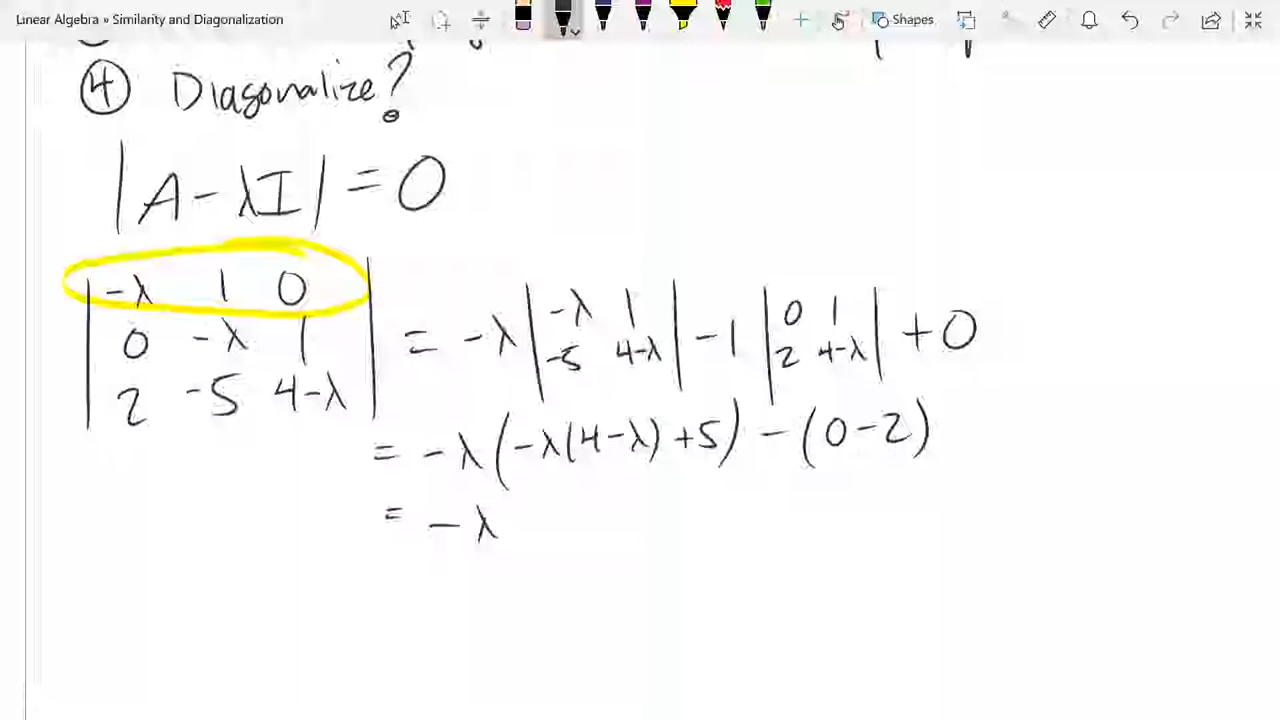 Linear Algebra » Similarity and Diagonalization
Shapes
④ Diagonalize?
|A - λI| = 0
| -λ 1 0 |
| 0 -λ 1 |
| 2 -5 4-λ |
= -λ | -λ 1 | - 1 | 0 1 | + 0
| -5 4-λ | | 2 4-λ |
= -λ(-λ(4-λ) + 5) - (0 - 2)
= -λ